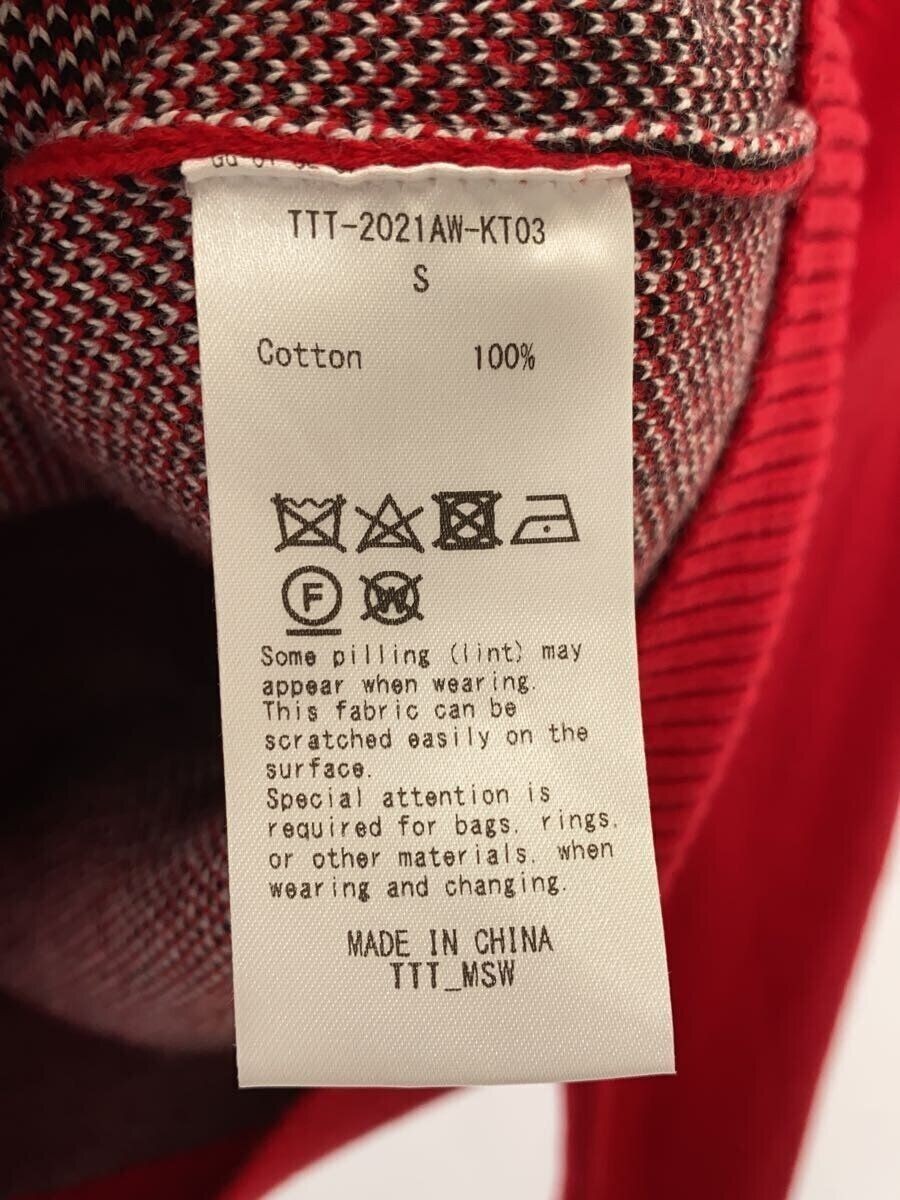 TTT-2021AW-KT03
S
Cotton 100%
F
W
Some pilling (lint) may
appear when wearing.
This fabric can be
scratched easily on the
surface.
Special attention is
required for bags, rings,
or other materials, when
wearing and changing.
MADE IN CHINA
TTT_MSW